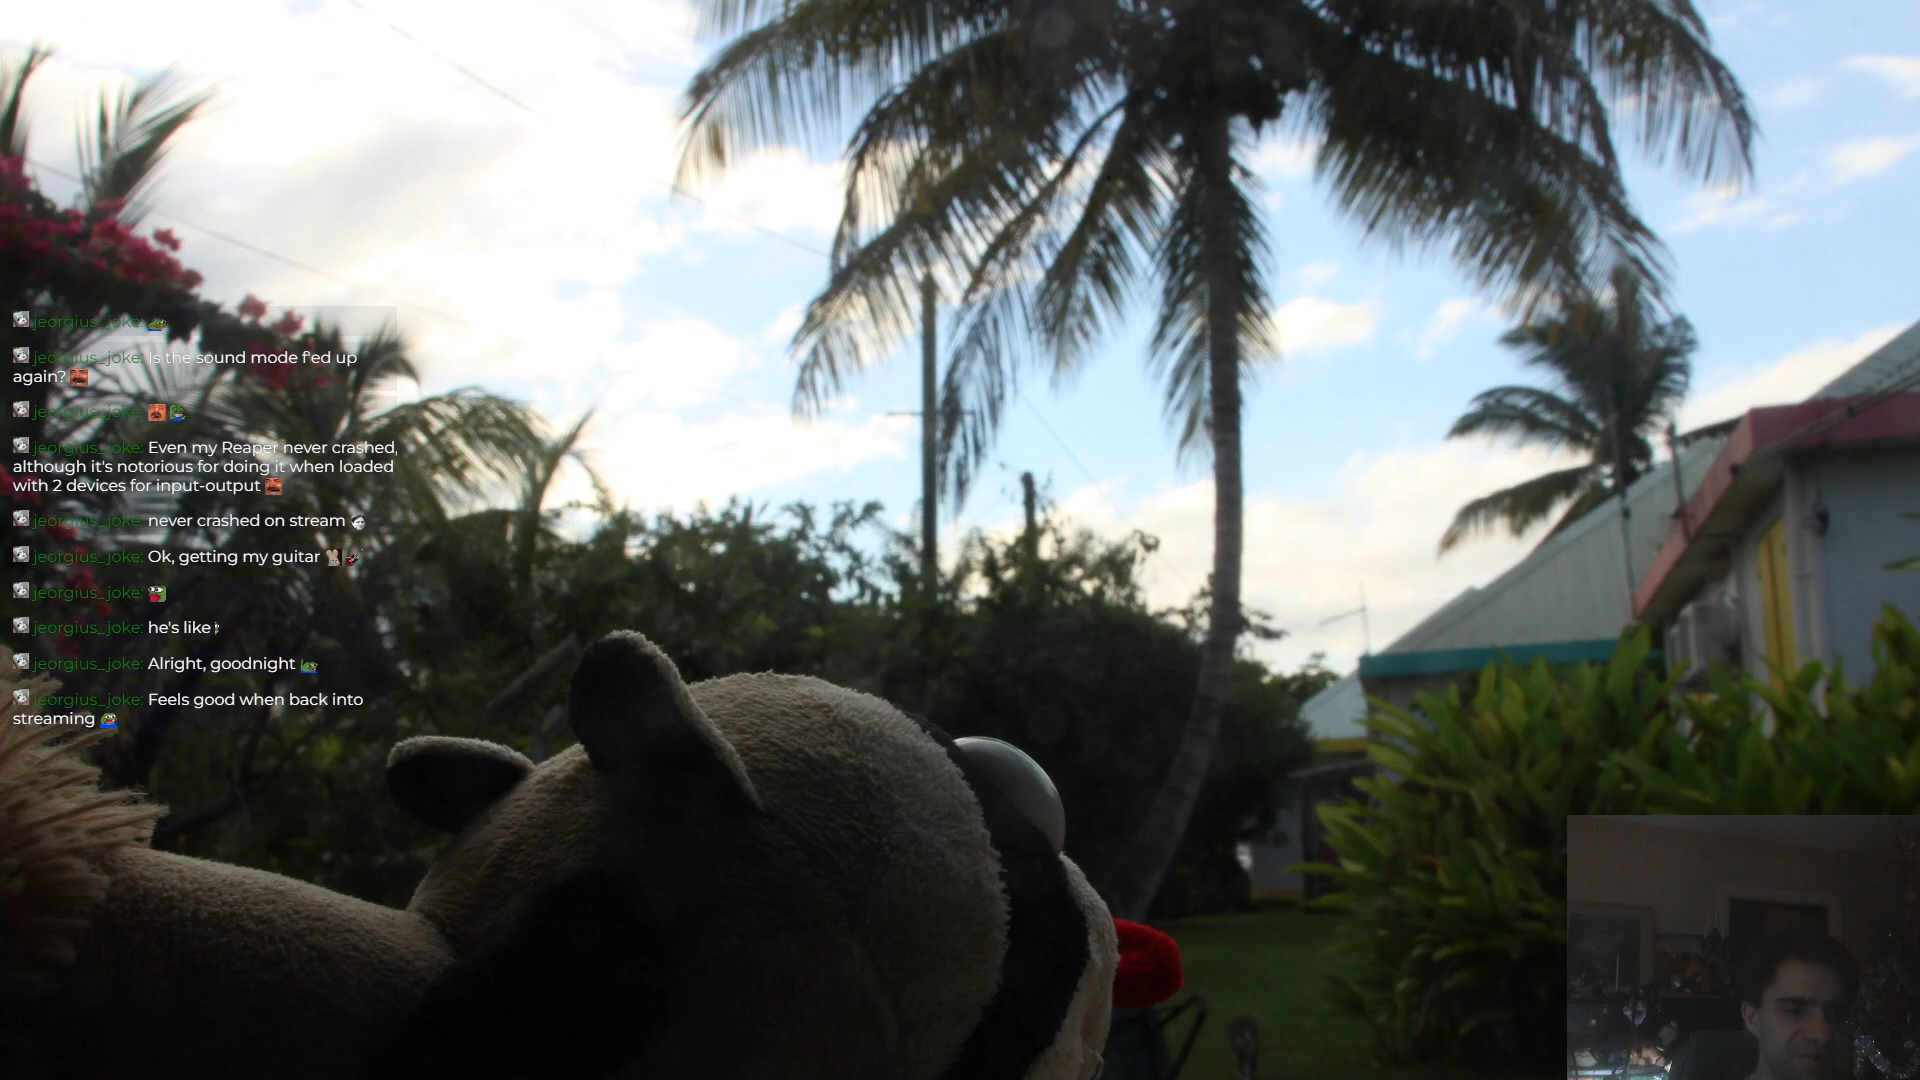 jeorgius_joke:
jeorgius_joke: Is the sound mode f'ed up
again?
jeorgius_joke:
jeorgius_joke: Even my Reaper never crashed,
although it's notorious for doing it when loaded
with 2 devices for input-output
jeorgius_joke: never crashed on stream
jeorgius_joke: Ok, getting my guitar
jeorgius_joke:
jeorgius_joke: he's like
jeorgius_joke: Alright, goodnight
jeorgius_joke: Feels good when back into
streaming